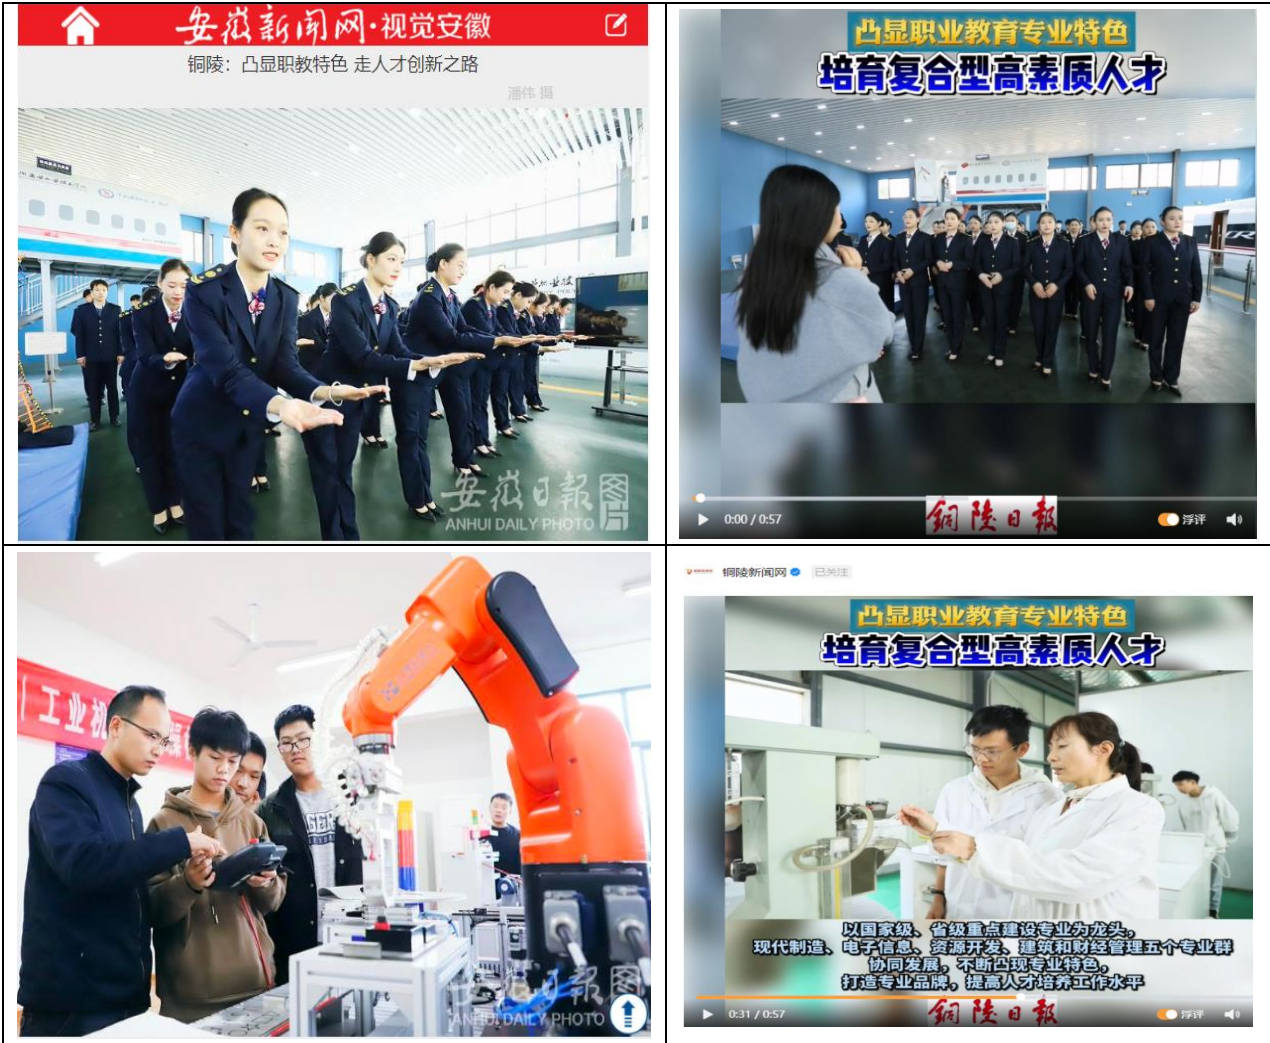 安徽新闻网·视觉安徽
铜陵：凸显职教特色 走人才创新之路
潘伟 摄
安徽日報图片
ANHUI DAILY PHOTO
凸显职业教育专业特色
培育复合型高素质人才
0:00 / 0:57
铜陵日報
浮评
工业机
安徽日報图
ANHUI DAILY PHOTO
铜陵新闻网
已关注
凸显职业教育专业特色
培育复合型高素质人才
以国家级、省级重点建设专业为龙头，
现代制造、电子信息、资源开发、建筑和财经管理五个专业群
协同发展，不断凸现专业特色，
打造专业品牌，提高人才培养工作水平
0:31 / 0:57
铜陵日報
浮评